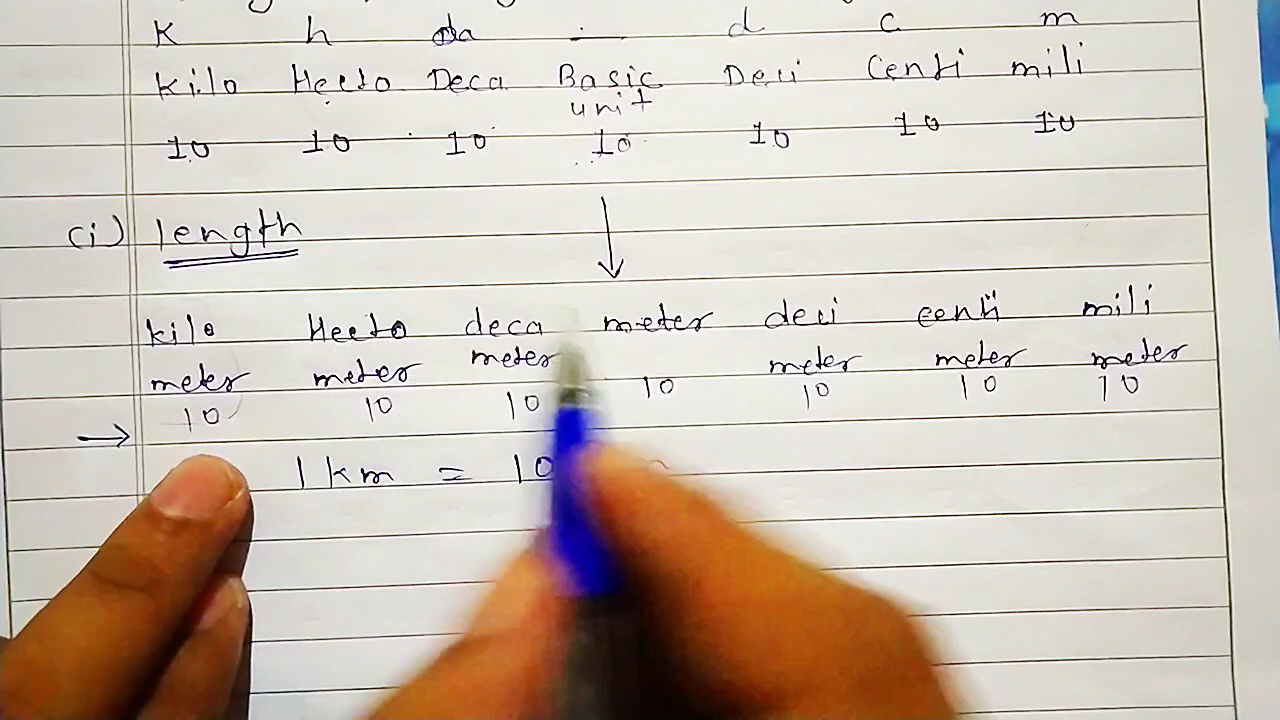 K h da — d c m
Kilo Hecto Deca Basic Deci Centi mili
unit
10 10 10 10 10 10 10
(i) length
kilo Hecto deca meter deci centi mili
meter meter meter meter meter meter
10 10 10 10 10 10 10
→ 1 km = 10